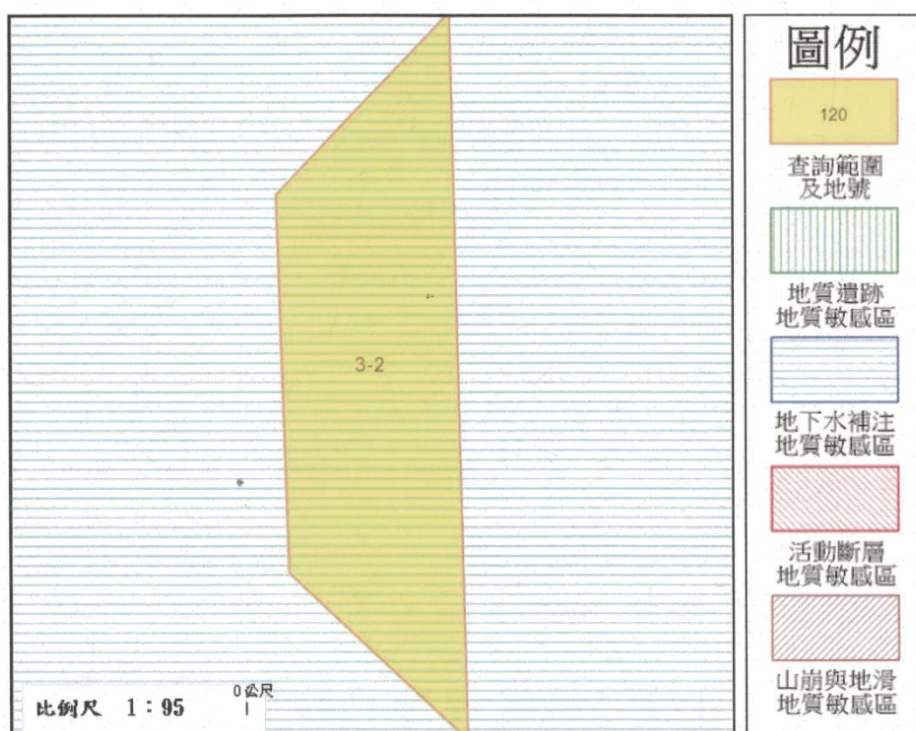 3-2
比例尺 1：95
0公尺
圖例
120
查詢範圍
及地號
地質遺跡
地質敏感區
地下水補注
地質敏感區
活動斷層
地質敏感區
山崩與地滑
地質敏感區